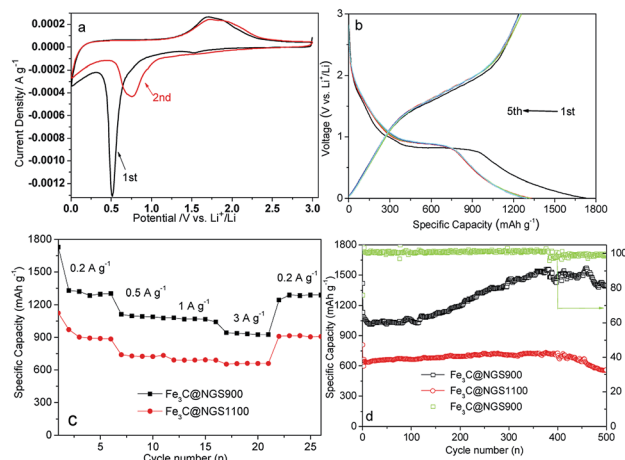 a
0.0002
0.0000
-0.0002
-0.0004
-0.0006
-0.0008
-0.0010
-0.0012
Current Density/ A g⁻¹
2nd
1st
0.0 0.5 1.0 1.5 2.0 2.5 3.0
Potential /V vs. Li⁺/Li
b
3
2
1
0
Voltage (V vs. Li⁺/Li)
5th 1st
0 300 600 900 1200 1500 1800
Specific Capacity (mAh g⁻¹)
1800
1500
1200
900
600
300
0
Specific Capacity (mAh g⁻¹)
0.2 A g⁻¹
0.5 A g⁻¹
1A g⁻¹
3 A g⁻¹
0.2 A g⁻¹
Fe₃C@NGS900
Fe₃C@NGS1100
c
5 10 15 20 25
Cycle number (n)
1800
1500
1200
900
600
300
0
Specific Capacity (mAh g⁻¹)
100
80
60
40
30
0
Fe₃C@NGS900
Fe₃C@NGS1100
Fe₃C@NGS900
d
0 100 200 300 400 500
Cycle number (n)